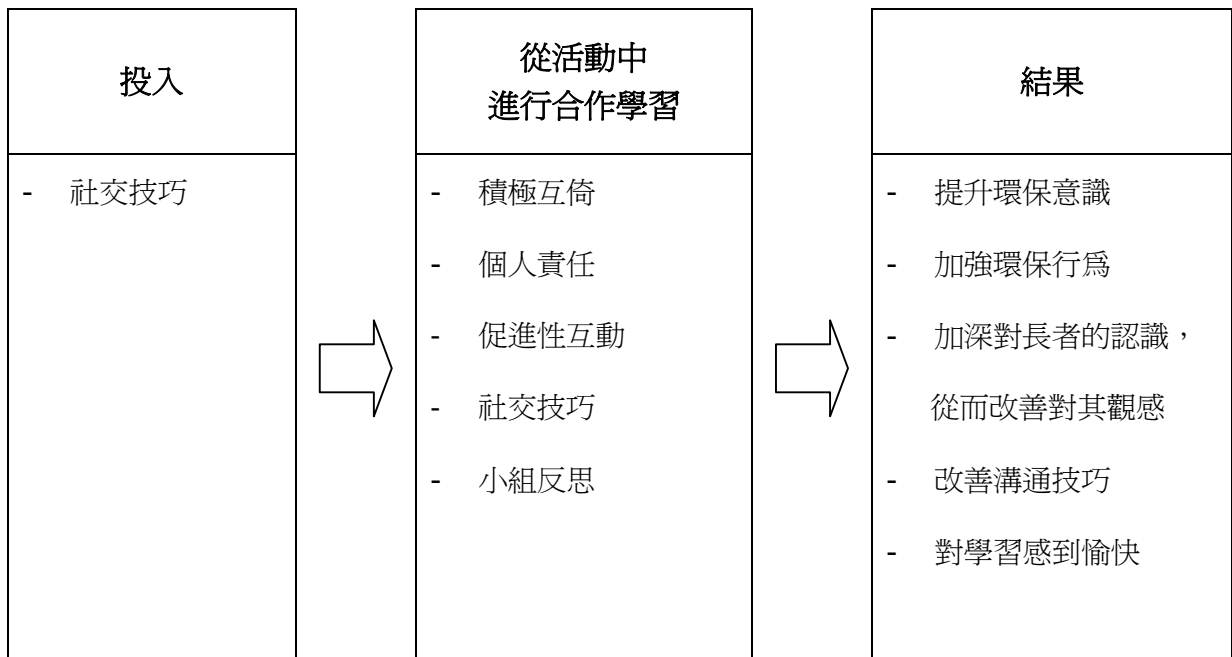 投入
- 社交技巧
從活動中
進行合作學習
- 積極互倚
- 個人責任
- 促進性互動
- 社交技巧
- 小組反思
結果
- 提升環保意識
- 加強環保行為
- 加深對長者的認識，
從而改善對其觀感
- 改善溝通技巧
- 對學習感到愉快